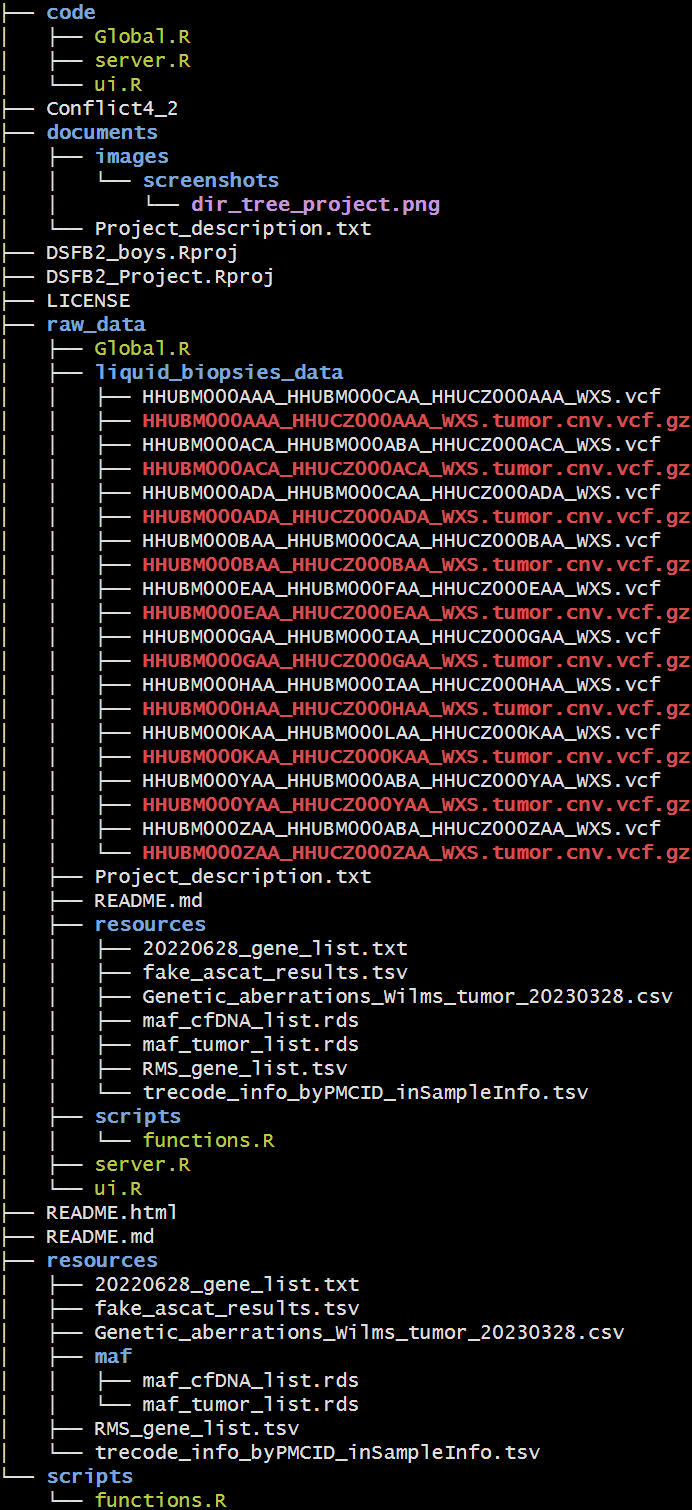 ├── code
│   ├── Global.R
│   ├── server.R
│   └── ui.R
├── Conflict4_2
├── documents
│   ├── images
│   │   └── screenshots
│   │       └── dir_tree_project.png
│   └── Project_description.txt
├── DSFB2_boys.Rproj
├── DSFB2_Project.Rproj
├── LICENSE
├── raw_data
│   ├── Global.R
│   ├── liquid_biopsies_data
│   │   ├── HHUBM000AAA_HHUBM000CAA_HHUCZ000AAA_WXS.vcf
│   │   ├── HHUBM000AAA_HHUCZ000AAA_WXS.tumor.cnv.vcf.gz
│   │   ├── HHUBM000ACA_HHUBM000ABA_HHUCZ000ACA_WXS.vcf
│   │   ├── HHUBM000ACA_HHUCZ000ACA_WXS.tumor.cnv.vcf.gz
│   │   ├── HHUBM000ADA_HHUBM000CAA_HHUCZ000ADA_WXS.vcf
│   │   ├── HHUBM000ADA_HHUCZ000ADA_WXS.tumor.cnv.vcf.gz
│   │   ├── HHUBM000BAA_HHUBM000CAA_HHUCZ000BAA_WXS.vcf
│   │   ├── HHUBM000BAA_HHUCZ000BAA_WXS.tumor.cnv.vcf.gz
│   │   ├── HHUBM000EAA_HHUBM000FAA_HHUCZ000EAA_WXS.vcf
│   │   ├── HHUBM000EAA_HHUCZ000EAA_WXS.tumor.cnv.vcf.gz
│   │   ├── HHUBM000GAA_HHUBM000IAA_HHUCZ000GAA_WXS.vcf
│   │   ├── HHUBM000GAA_HHUCZ000GAA_WXS.tumor.cnv.vcf.gz
│   │   ├── HHUBM000HAA_HHUBM000IAA_HHUCZ000HAA_WXS.vcf
│   │   ├── HHUBM000HAA_HHUCZ000HAA_WXS.tumor.cnv.vcf.gz
│   │   ├── HHUBM000KAA_HHUBM000LAA_HHUCZ000KAA_WXS.vcf
│   │   ├── HHUBM000KAA_HHUCZ000KAA_WXS.tumor.cnv.vcf.gz
│   │   ├── HHUBM000YAA_HHUBM000ABA_HHUCZ000YAA_WXS.vcf
│   │   ├── HHUBM000YAA_HHUCZ000YAA_WXS.tumor.cnv.vcf.gz
│   │   ├── HHUBM000ZAA_HHUBM000ABA_HHUCZ000ZAA_WXS.vcf
│   │   └── HHUBM000ZAA_HHUCZ000ZAA_WXS.tumor.cnv.vcf.gz
│   ├── Project_description.txt
│   ├── README.md
│   ├── resources
│   │   ├── 20220628_gene_list.txt
│   │   ├── fake_ascat_results.tsv
│   │   ├── Genetic_aberrations_Wilms_tumor_20230328.csv
│   │   ├── maf_cfDNA_list.rds
│   │   ├── maf_tumor_list.rds
│   │   ├── RMS_gene_list.tsv
│   │   └── trecode_info_byPMCID_inSampleInfo.tsv
│   ├── scripts
│   │   └── functions.R
│   ├── server.R
│   └── ui.R
├── README.html
├── README.md
├── resources
│   ├── 20220628_gene_list.txt
│   ├── fake_ascat_results.tsv
│   ├── Genetic_aberrations_Wilms_tumor_20230328.csv
│   ├── maf
│   │   ├── maf_cfDNA_list.rds
│   │   └── maf_tumor_list.rds
│   ├── RMS_gene_list.tsv
│   └── trecode_info_byPMCID_inSampleInfo.tsv
└── scripts
    └── functions.R